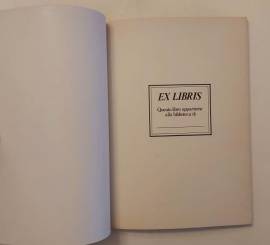 EX LIBRIS
Questo libro appartiene
alla biblioteca di